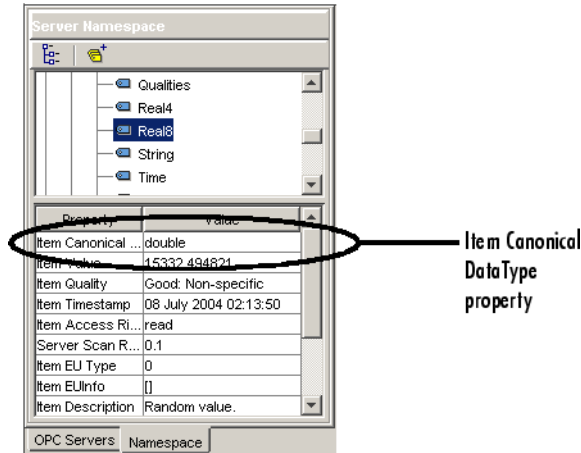 Server Namespace
Qualities
Real4
Real8
String
Time
Property Value
Item Canonical ... double
Item Value 15332.494821
Item Quality Good: Non-specific
Item Timestamp 08 July 2004 02:13:50
Item Access Ri... read
Server Scan R... 0.1
Item EU Type 0
Item EUInfo []
Item Description Random value.
OPC Servers Namespace
Item Canonical
DataType
property